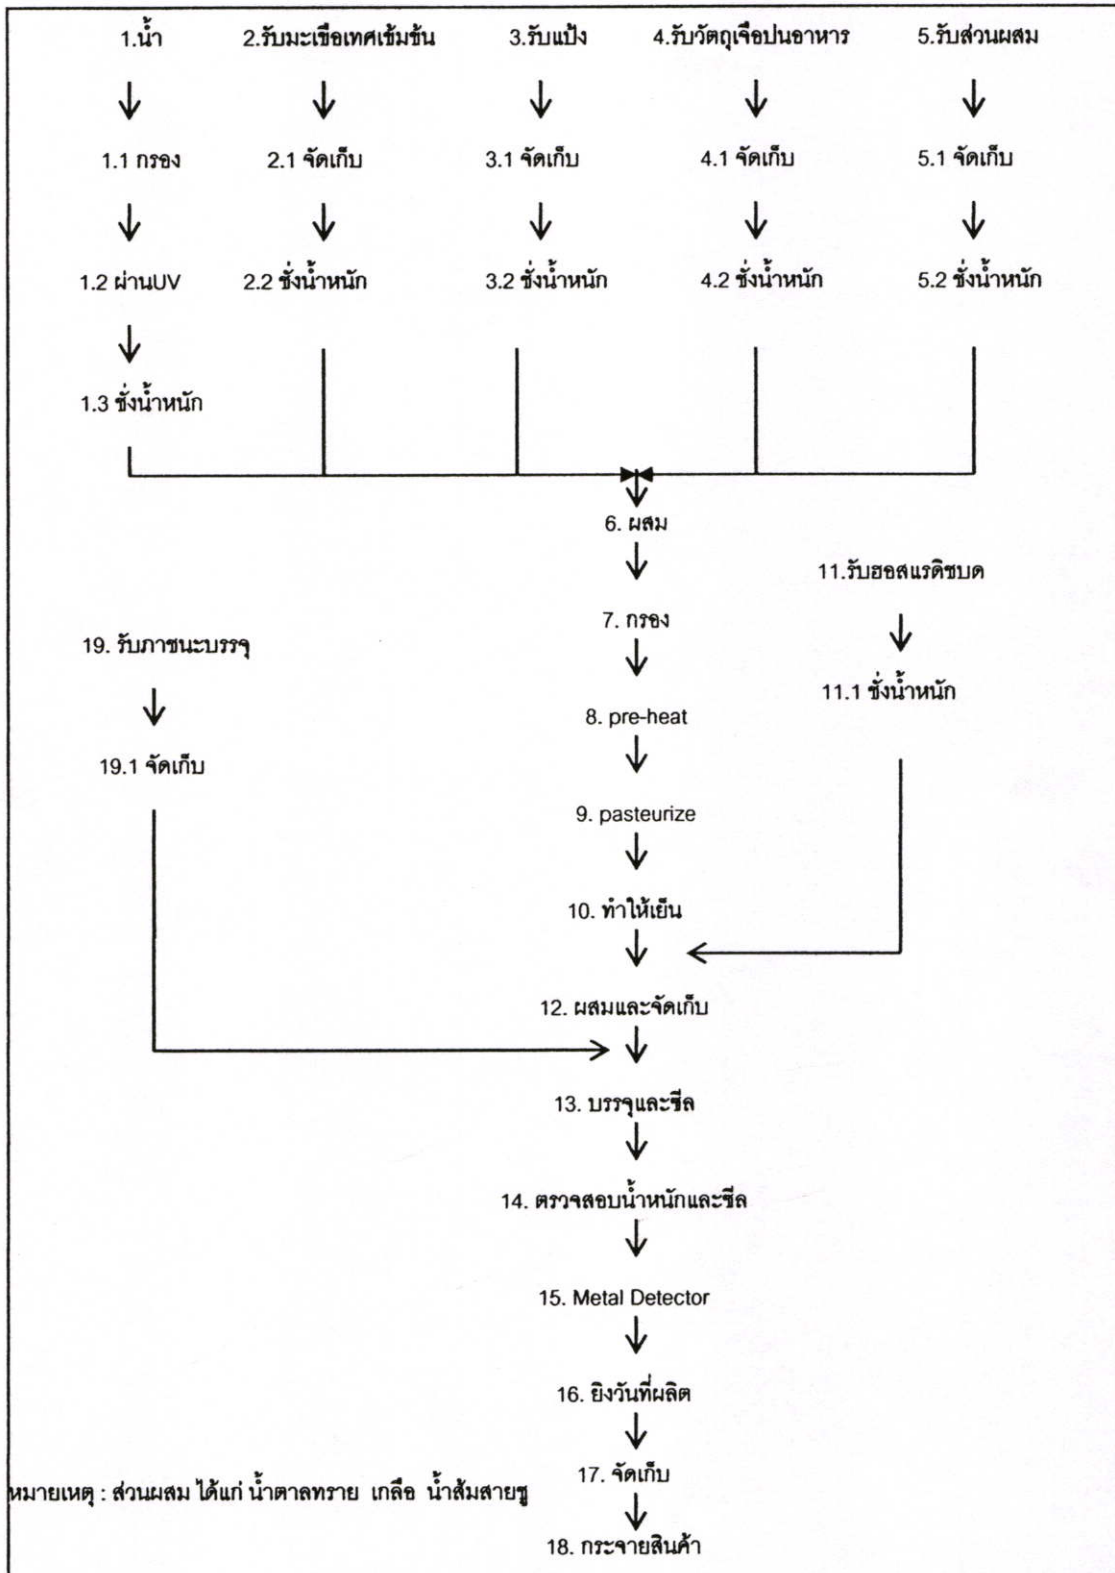 1.น้ำ 2.รับมะเขือเทศเข้มข้น 3.รับแป้ง 4.รับวัตถุเจือปนอาหาร 5.รับส่วนผสม
1.1 กรอง 2.1 จัดเก็บ 3.1 จัดเก็บ 4.1 จัดเก็บ 5.1 จัดเก็บ
1.2 ผ่านUV 2.2 ชั่งน้ำหนัก 3.2 ชั่งน้ำหนัก 4.2 ชั่งน้ำหนัก 5.2 ชั่งน้ำหนัก
1.3 ชั่งน้ำหนัก
6. ผสม
11.รับฮอสแรดิชบด
7. กรอง
19. รับภาชนะบรรจุ
11.1 ชั่งน้ำหนัก
8. pre-heat
19.1 จัดเก็บ
9. pasteurize
10. ทำให้เย็น
12. ผสมและจัดเก็บ
13. บรรจุและซีล
14. ตรวจสอบน้ำหนักและซีล
15. Metal Detector
16. ยิงวันที่ผลิต
17. จัดเก็บ
หมายเหตุ : ส่วนผสม ได้แก่ น้ำตาลทราย เกลือ น้ำส้มสายชู
18. กระจายสินค้า